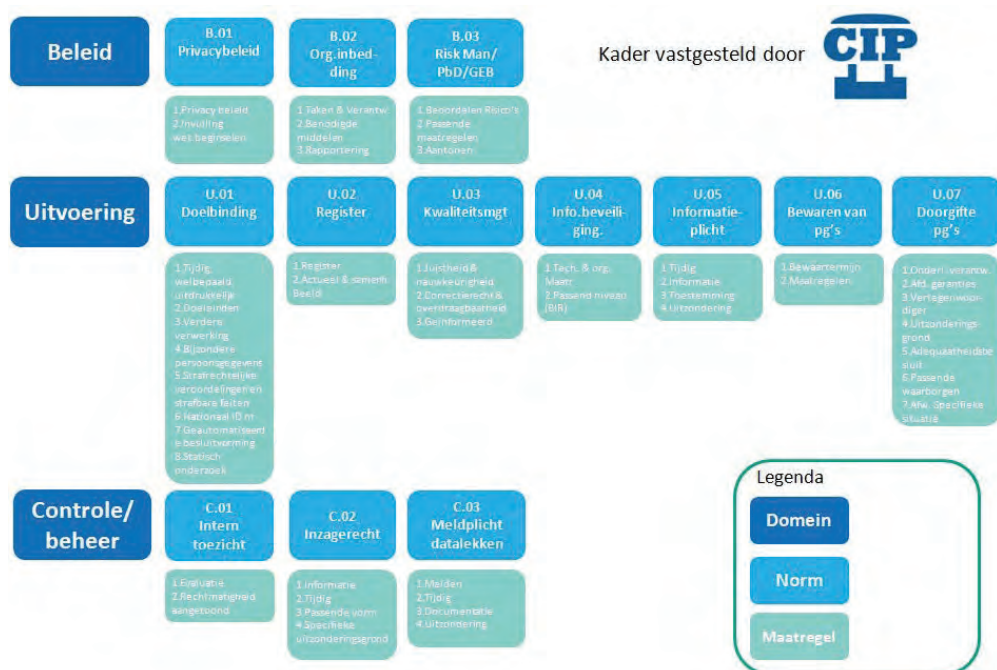 Beleid
B.01
Privacybeleid
B.02
Org.inbed-
ding
B.03
Risk Man/
PbD/GEB
Kader vastgesteld door
CIP
1.Privacy beleid
2.Invulling
wet.beginselen
1.Taken & Verantw.
2.Benodigde
middelen
3.Rapportering
1.Beoordelen Risico's
2 Passende
maatregelen
3.Aantonen
Uitvoering
U.01
Doelbinding
U.02
Register
U.03
Kwaliteitsmgt
U.04
Info.beveili-
ging.
U.05
Informatie-
plicht
U.06
Bewaren van
pg's
U.07
Doorgifte
pg's
1 Tijdig
welbepaald
uitdrukkelijk
2.Doeleinden
3 Verdere
verwerking
4.Bijzondere
persoonsgegevens
5.Strafrechtelijke
veroordelingen en
strafbare feiten
6.Nationaal ID nr
7.Geautomatiseerd
e besluitvorming
8.Statisch
onderzoek
1.Register
2.Actueel & samenh.
Beeld
1.Juistheid &
nauwkeurigheid
2.Correctierecht &
overdraagbaarheid
3.Geïnformeerd
1.Tech. & org.
Maatr
2.Passend niveau
(BIR)
1.Tijdig
2.Informatie
3.Toestemming
4.Uitzondering
1.Bewaartermijn
2.Maatregelen
1.Onderl.verantw.
2.Afd. garanties
3.Vertegenwoor-
diger
4.Uitzonderings-
grond
5.Adequaatheidsbe
sluit
6.Passende
waarborgen
7.Afw. Specifieke
situatie
Controle/
beheer
C.01
Intern
toezicht
C.02
Inzagerecht
C.03
Meldplicht
datalekken
1.Evaluatie
2.Rechtmatigheid
aangetoond
1.Informatie
2.Tijdig
3.Passende vorm
4.Specifieke
uitzonderingsgrond
1.Melden
2.Tijdig
3.Documentatie
4.Uitzondering
Legenda
Domein
Norm
Maatregel